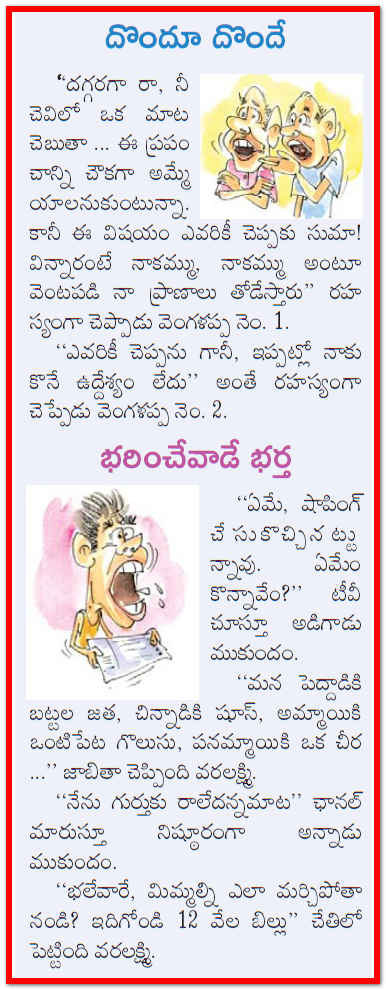 దొందూ దొందే
“దగ్గరగా రా, నీ
చెవిలో ఒక మాట
చెబుతా ... ఈ ప్రపం
చాన్ని చౌకగా అమ్మే
యాలనుకుంటున్నా.
కానీ ఈ విషయం ఎవరికీ చెప్పకు సుమా!
విన్నారంటే నాకమ్ము, నాకమ్ము అంటూ
వెంటపడి నా ప్రాణాలు తోడేస్తారు” రహ
స్యంగా చెప్పాడు వెంగళప్ప నెం. 1.
“ఎవరికీ చెప్పను గానీ, ఇప్పట్లో నాకు
కొనే ఉద్దేశ్యం లేదు” అంతే రహస్యంగా
చెప్పేడు వెంగళప్ప నెం. 2.
భరించేవాడే భర్త
“ఏమే, షాపింగ్
చేసుకొచ్చినట్టు
న్నావు. ఏమేం
కొన్నావేం?” టీవీ
చూస్తూ అడిగాడు
ముకుందం.
“మన పెద్దాడికి
బట్టల జత, చిన్నాడికి షూస్, అమ్మాయికి
ఒంటిపేట గొలుసు, పనమ్మాయికి ఒక చీర
...” జాబితా చెప్పింది వరలక్ష్మి.
“నేను గుర్తుకు రాలేదన్నమాట” ఛానల్
మారుస్తూ నిష్ఠూరంగా అన్నాడు
ముకుందం.
“భలేవారే, మిమ్మల్ని ఎలా మర్చిపోతా
నండి? ఇదిగోండి 12 వేల బిల్లు” చేతిలో
పెట్టింది వరలక్ష్మి.